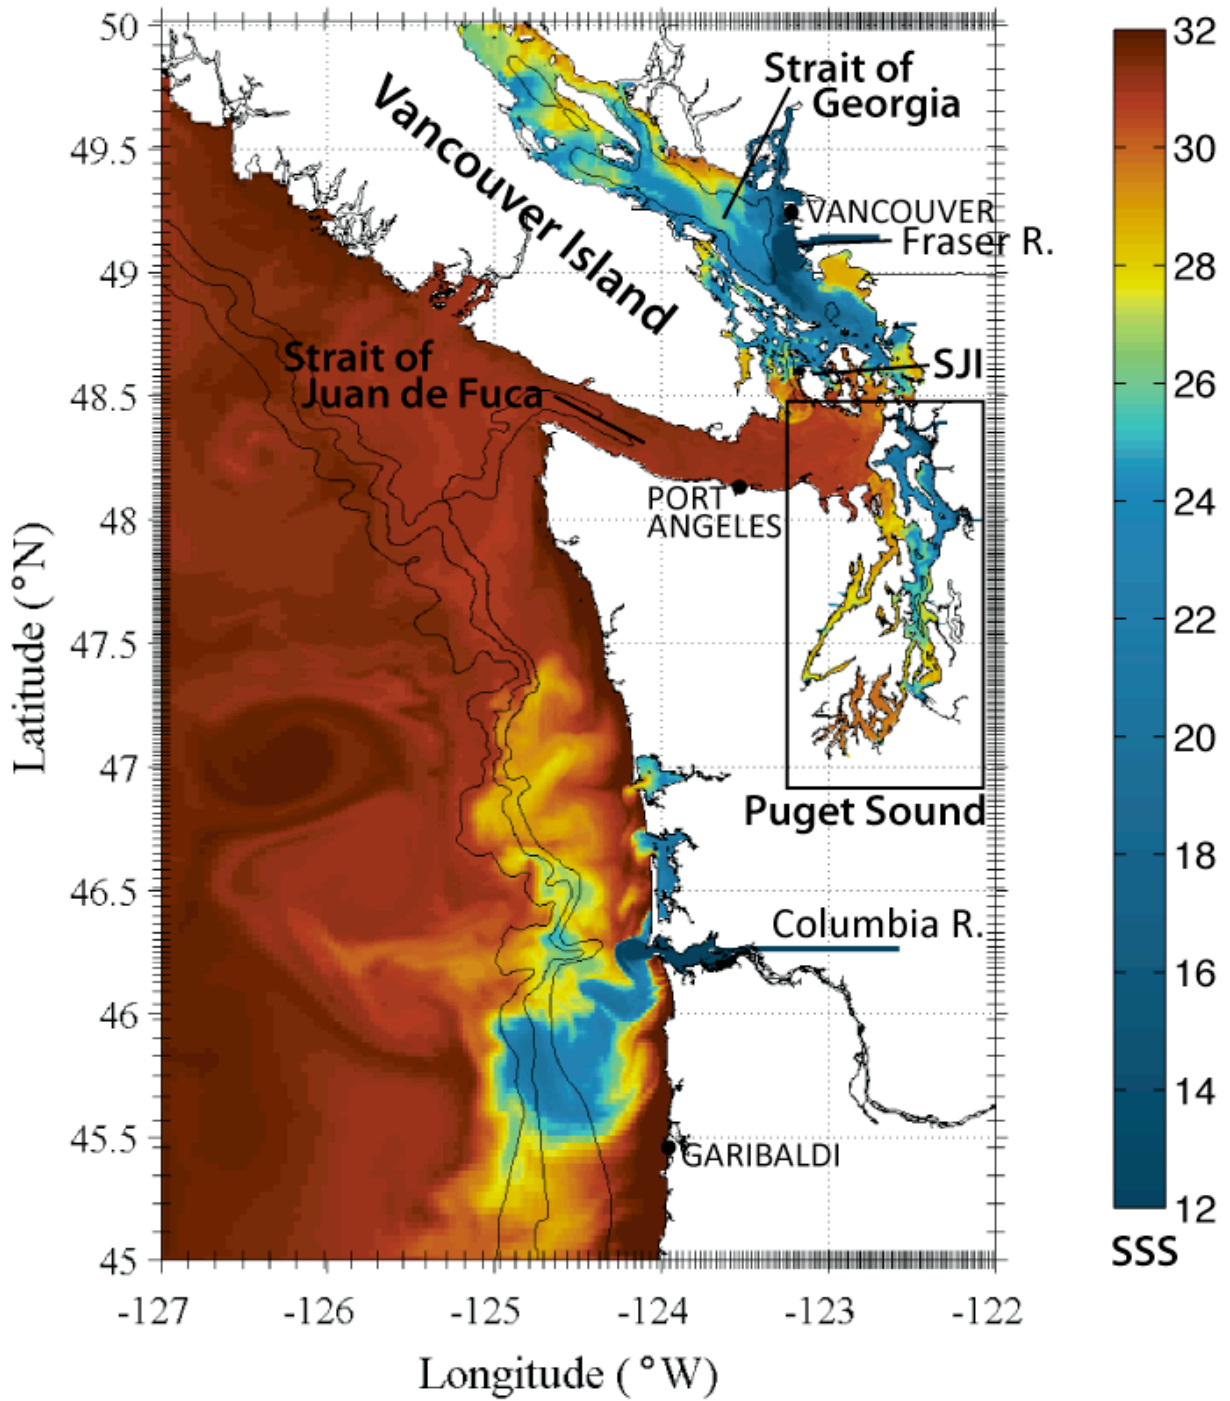 50
49.5
49
48.5
48
47.5
47
46.5
46
45.5
45
Latitude (°N)
-127
-126
-125
-124
-123
-122
Longitude (°W)
Strait of
Georgia
Vancouver Island
VANCOUVER
Fraser R.
SJI
Strait of
Juan de Fuca
PORT
ANGELES
Puget Sound
Columbia R.
GARIBALDI
32
30
28
26
24
22
20
18
16
14
12
SSS